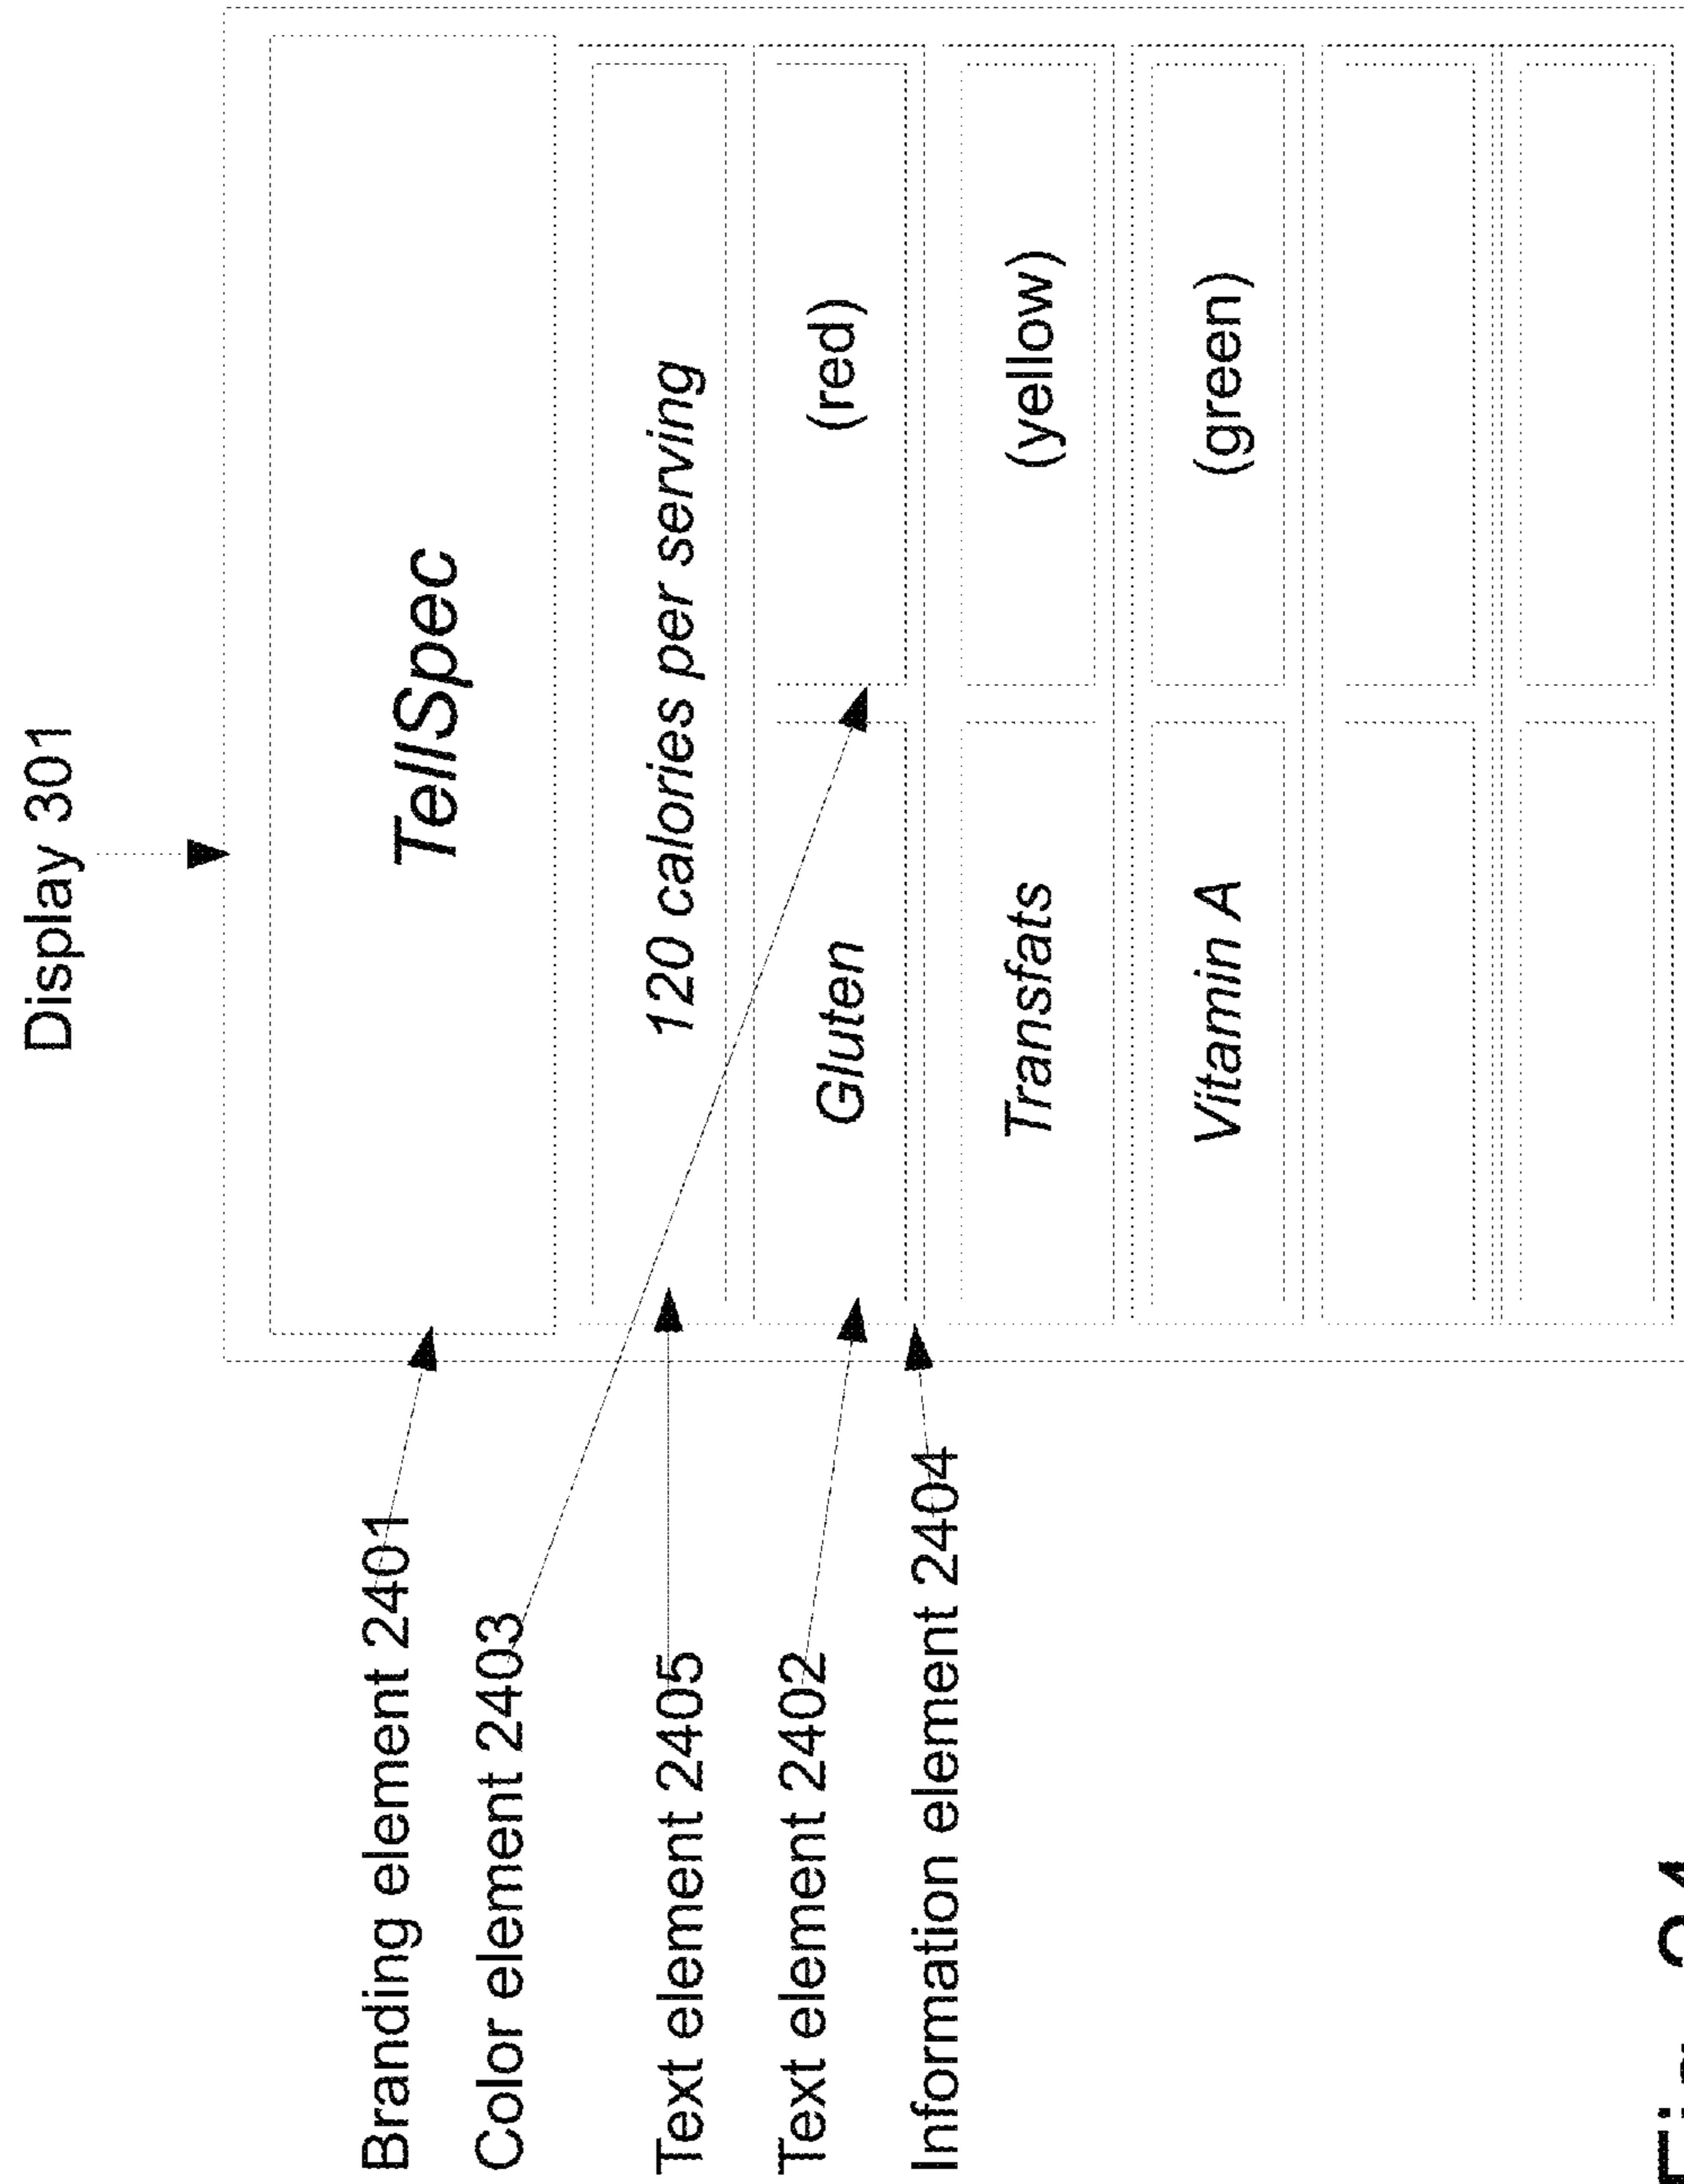 Display 301
Branding element 2401
TellSpec
Color element 2403
Text element 2405
120 calories per serving
Text element 2402
Gluten (red)
Information element 2404
Transfats (yellow)
Vitamin A (green)